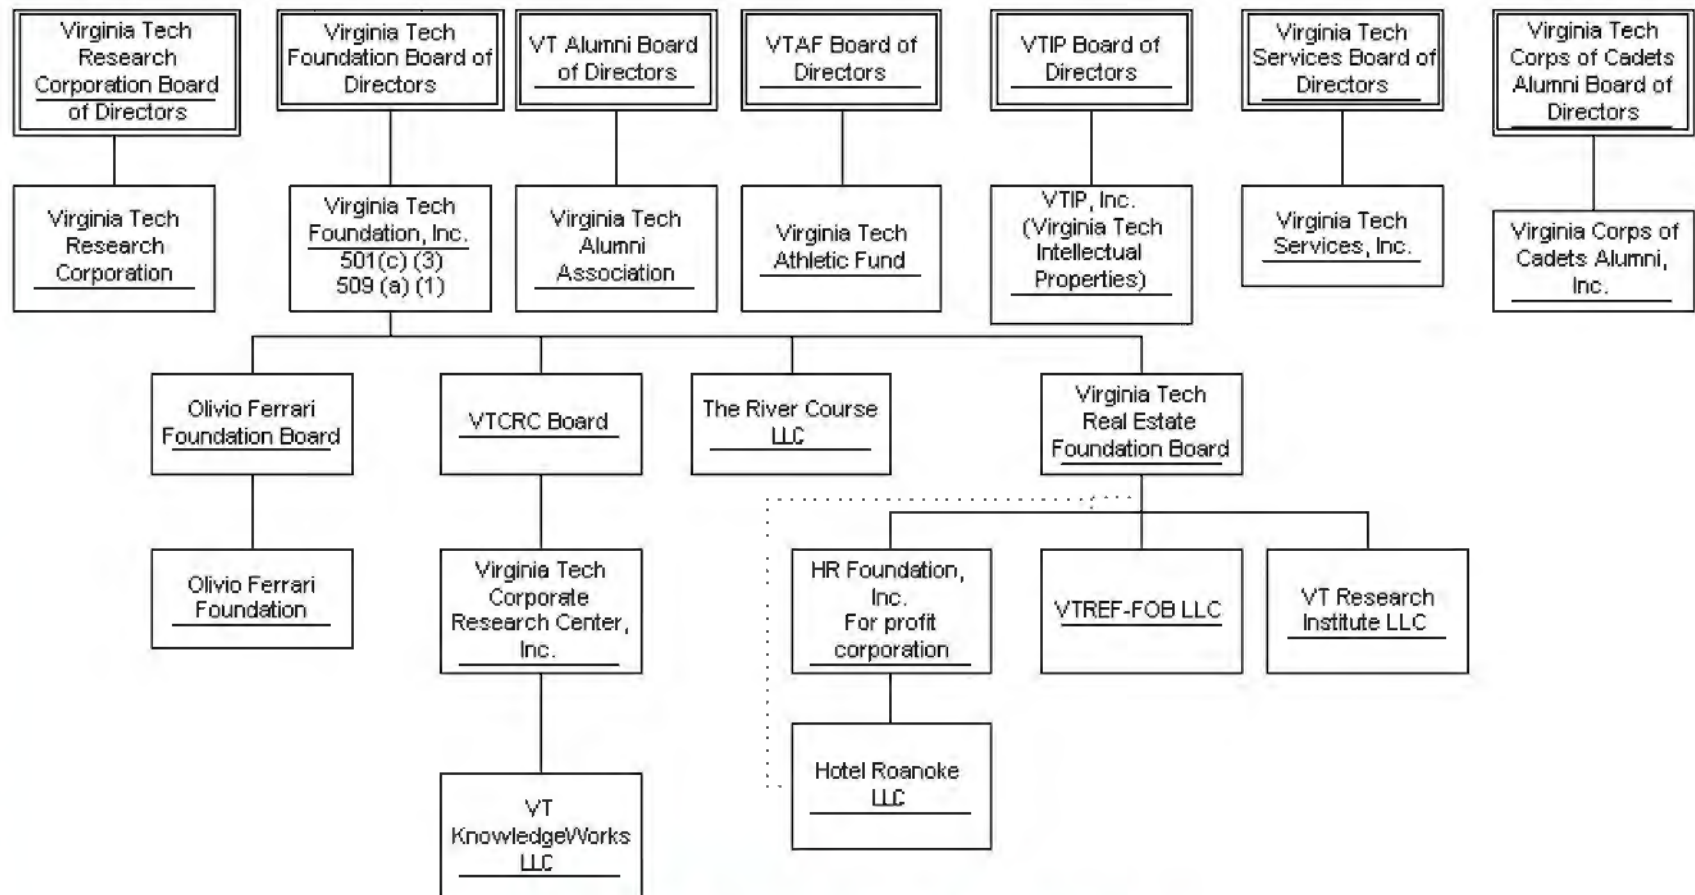 Virginia Tech
Research
Corporation Board
of Directors
Virginia Tech
Foundation Board of
Directors
VT Alumni Board
of Directors
VTAF Board of
Directors
VTIP Board of
Directors
Virginia Tech
Services Board of
Directors
Virginia Tech
Corps of Cadets
Alumni Board of
Directors
Virginia Tech
Research
Corporation
Virginia Tech
Foundation, Inc.
501(c) (3)
509 (a) (1)
Virginia Tech
Alumni
Association
Virginia Tech
Athletic Fund
VTIP, Inc.
(Virginia Tech
Intellectual
Properties)
Virginia Tech
Services, Inc.
Virginia Corps of
Cadets Alumni,
Inc.
Olivio Ferrari
Foundation Board
VTCRC Board
The River Course
LLC
Virginia Tech
Real Estate
Foundation Board
Olivio Ferrari
Foundation
Virginia Tech
Corporate
Research Center,
Inc.
HR Foundation,
Inc.
For profit
corporation
VTREF-FOB LLC
VT Research
Institute LLC
Hotel Roanoke
LLC
VT
KnowledgeWorks
LLC